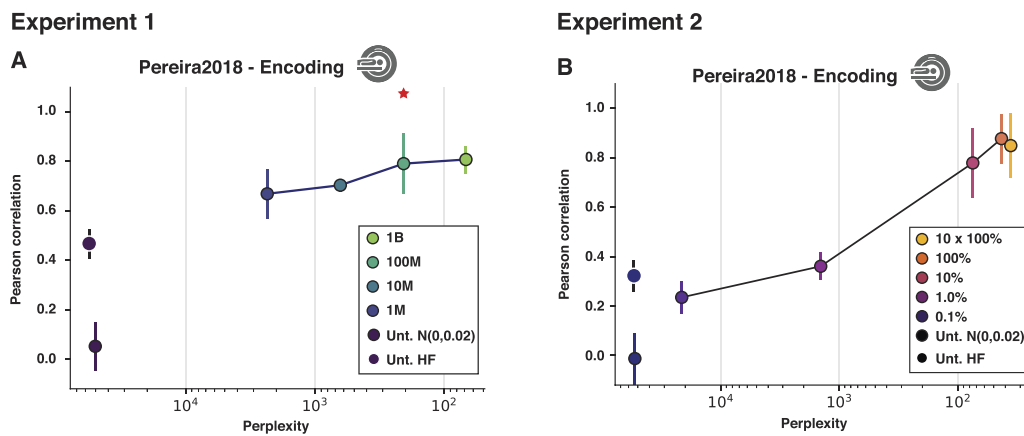 Experiment 1
A
Pereira2018 - Encoding
Pearson correlation
1.0
0.8
0.6
0.4
0.2
0.0
1B
100M
10M
1M
Unt. N(0,0.02)
Unt. HF
10⁴
10³
10²
Perplexity
Experiment 2
B
Pereira2018 - Encoding
Pearson correlation
1.0
0.8
0.6
0.4
0.2
0.0
10 x 100%
100%
10%
1.0%
0.1%
Unt. N(0,0.02)
Unt. HF
10⁴
10³
10²
Perplexity